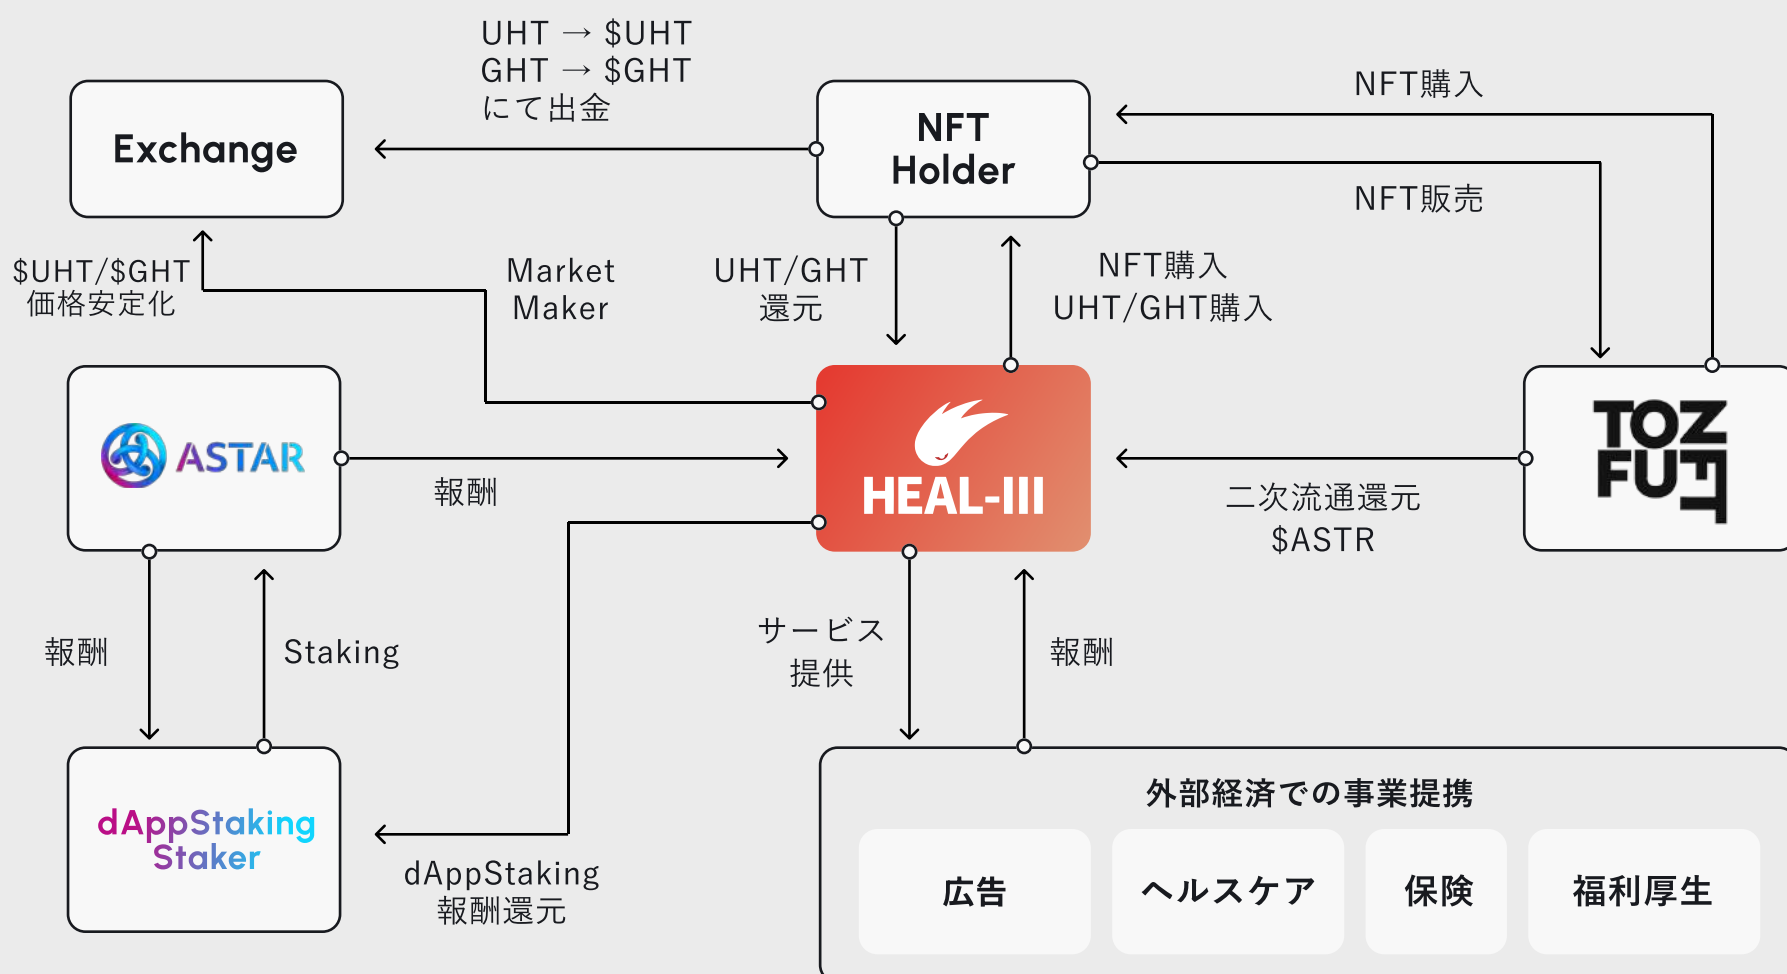 UHT → $UHT
GHT → $GHT
にて出金
Exchange
NFT
Holder
NFT購入
NFT販売
$UHT/$GHT
価格安定化
Market
Maker
UHT/GHT
還元
NFT購入
UHT/GHT購入
ASTAR
報酬
HEAL-III
二次流通還元
$ASTR
TOZ
FUFT
報酬
Staking
サービス
提供
報酬
dAppStaking
Staker
dAppStaking
報酬還元
外部経済での事業提携
広告
ヘルスケア
保険
福利厚生